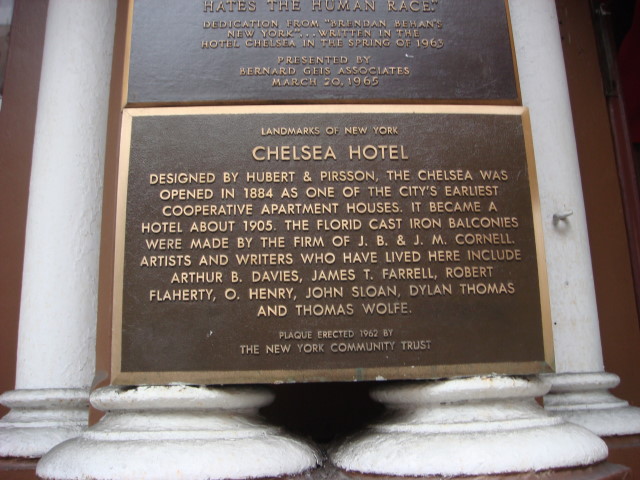 HATES THE HUMAN RACE."
DEDICATION FROM "BRENDAN BEHAN'S
NEW YORK"... WRITTEN IN THE
HOTEL CHELSEA IN THE SPRING OF 1963
PRESENTED BY
BERNARD GEIS ASSOCIATES
MARCH 20, 1965
LANDMARKS OF NEW YORK
CHELSEA HOTEL
DESIGNED BY HUBERT & PIRSSON, THE CHELSEA WAS
OPENED IN 1884 AS ONE OF THE CITY'S EARLIEST
COOPERATIVE APARTMENT HOUSES. IT BECAME A
HOTEL ABOUT 1905. THE FLORID CAST IRON BALCONIES
WERE MADE BY THE FIRM OF J. B. & J. M. CORNELL.
ARTISTS AND WRITERS WHO HAVE LIVED HERE INCLUDE
ARTHUR B. DAVIES, JAMES T. FARRELL, ROBERT
FLAHERTY, O. HENRY, JOHN SLOAN, DYLAN THOMAS
AND THOMAS WOLFE.
PLAQUE ERECTED 1962 BY
THE NEW YORK COMMUNITY TRUST